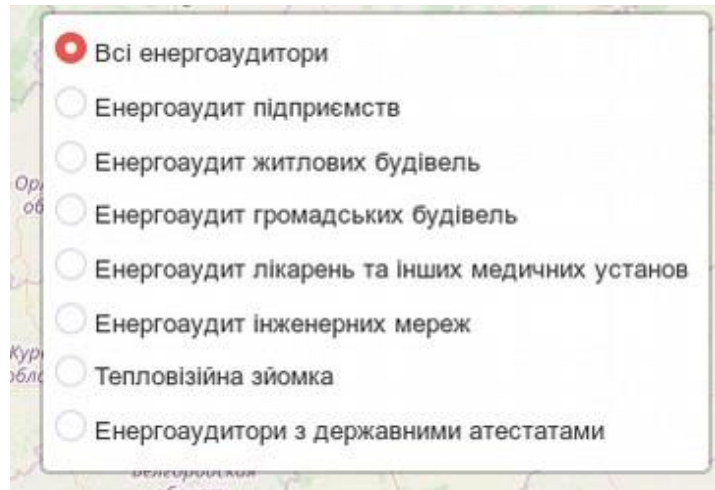 Всі енергоаудитори
Енергоаудит підприємств
Енергоаудит житлових будівель
Енергоаудит громадських будівель
Енергоаудит лікарень та інших медичних установ
Енергоаудит інженерних мереж
Тепловізійна зйомка
Енергоаудитори з державними атестатами